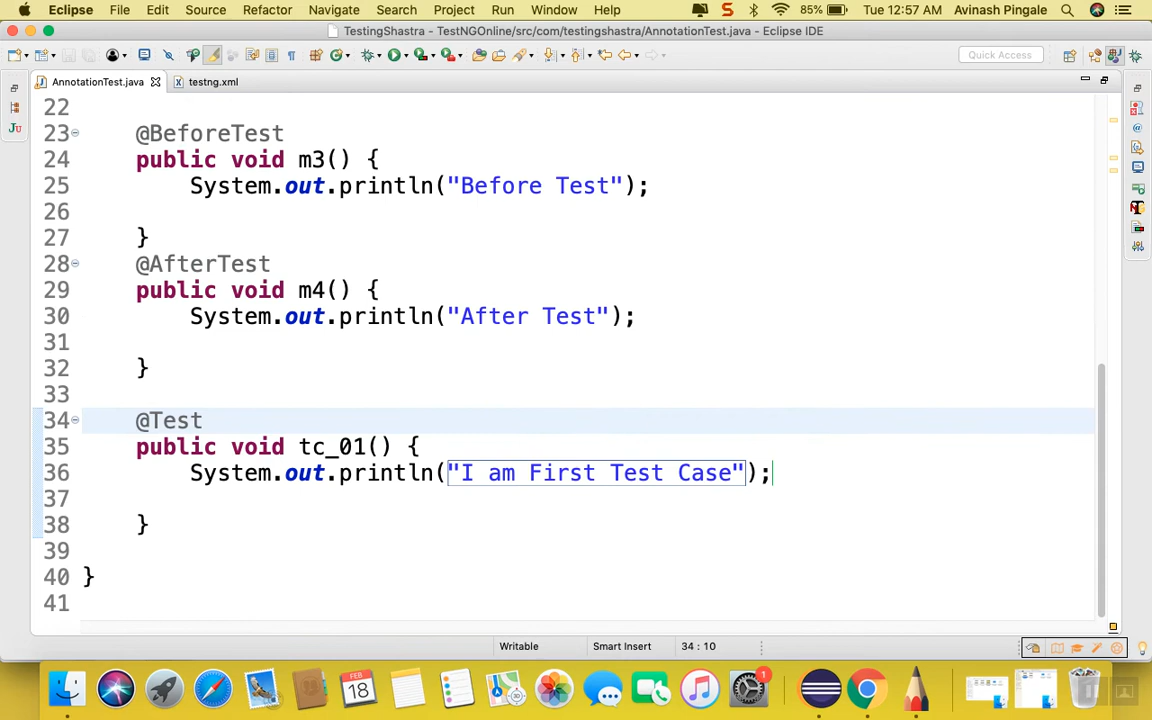 Eclipse File Edit Source Refactor Navigate Search Project Run Window Help 85% Tue 12:57 AM Avinash Pingale
TestingShastra - TestNGOnline/src/com/testingshastra/AnnotationTest.java - Eclipse IDE
Quick Access
AnnotationTest.java testng.xml
22
23 @BeforeTest
24 public void m3() {
25 System.out.println("Before Test");
26
27 }
28 @AfterTest
29 public void m4() {
30 System.out.println("After Test");
31
32 }
33
34 @Test
35 public void tc_01() {
36 System.out.println("I am First Test Case");
37
38 }
39
40 }
41
Writable Smart Insert 34 : 10
FEB
18
1